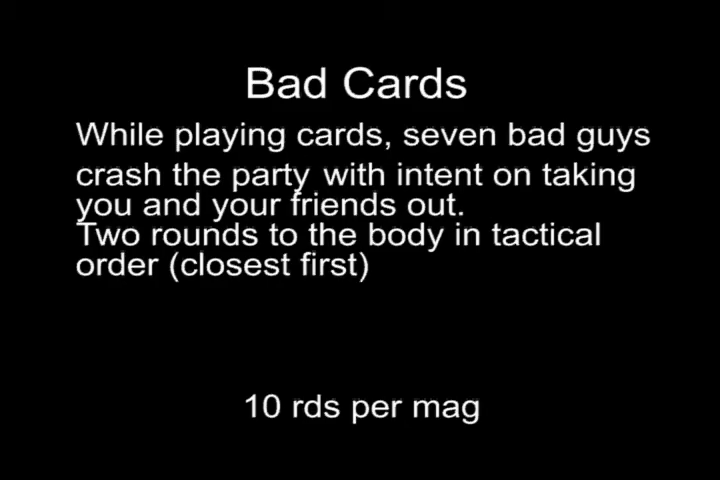 Bad Cards
While playing cards, seven bad guys
crash the party with intent on taking
you and your friends out.
Two rounds to the body in tactical
order (closest first)
10 rds per mag